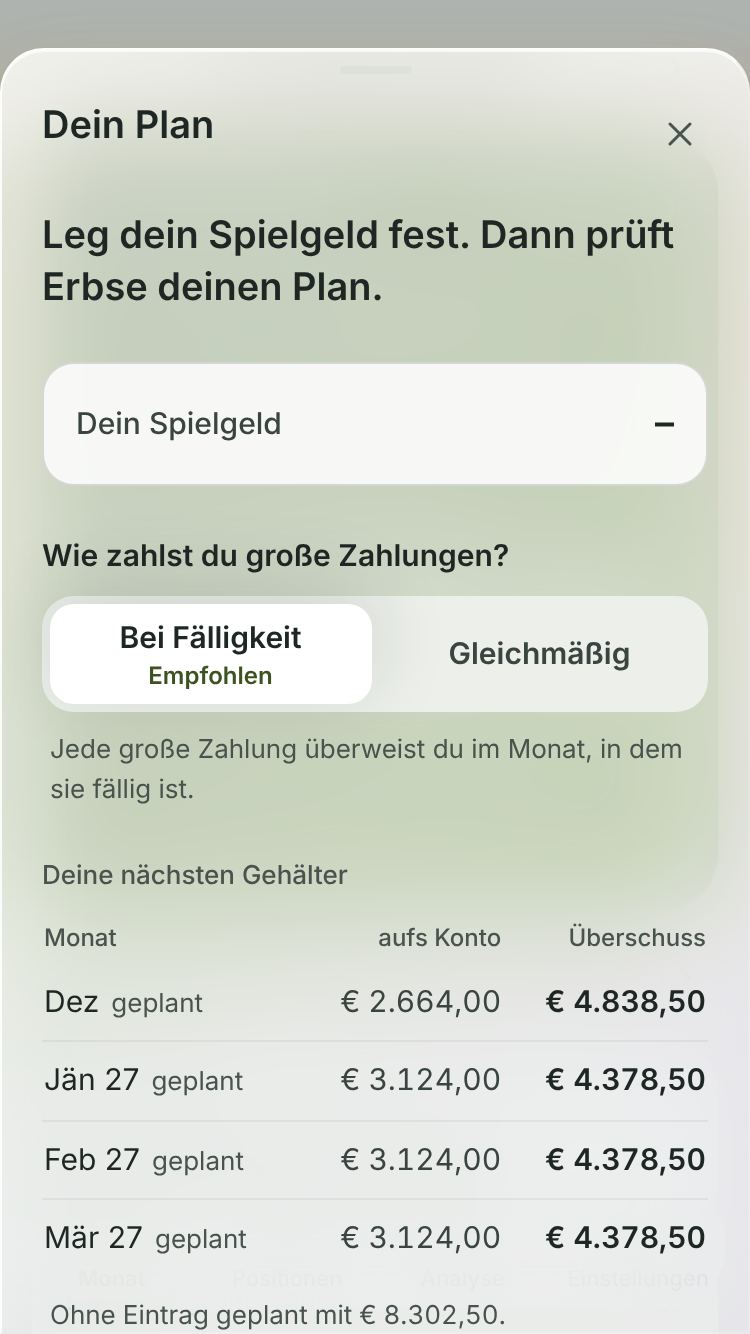 Dein Plan
Leg dein Spielgeld fest. Dann prüft
Erbse deinen Plan.
Dein Spielgeld –
Wie zahlst du große Zahlungen?
Bei Fälligkeit
Empfohlen
Gleichmäßig
Jede große Zahlung überweist du im Monat, in dem
sie fällig ist.
Deine nächsten Gehälter
Monat aufs Konto Überschuss
Dez geplant € 2.664,00 € 4.838,50
Jän 27 geplant € 3.124,00 € 4.378,50
Feb 27 geplant € 3.124,00 € 4.378,50
Mär 27 geplant € 3.124,00 € 4.378,50
Monat Positionen Analyse Einstellungen
Ohne Eintrag geplant mit € 8.302,50.